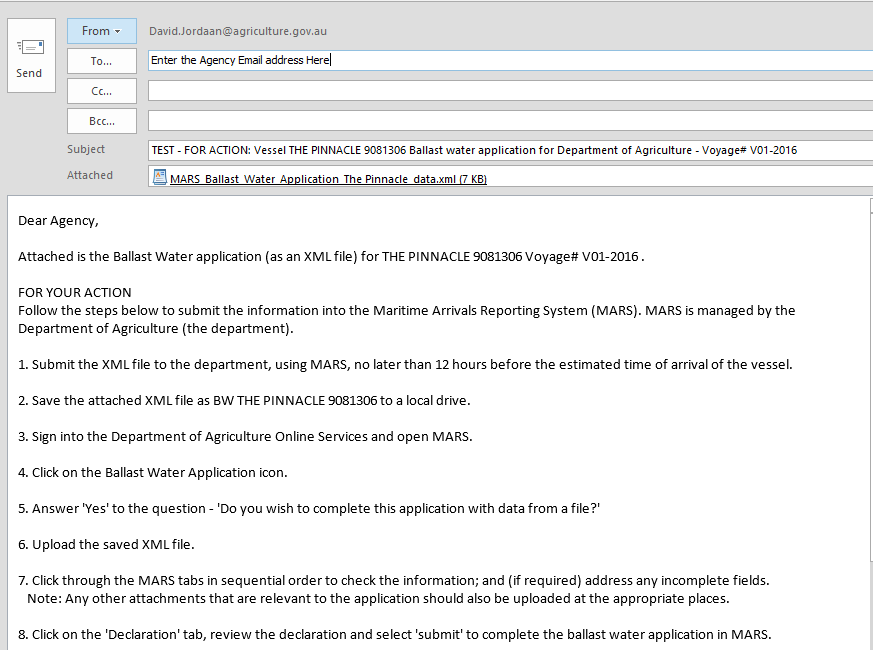 From
David.Jordaan@agriculture.gov.au
Send
To...
Enter the Agency Email address Here
Cc...
Bcc...
Subject
TEST - FOR ACTION: Vessel THE PINNACLE 9081306 Ballast water application for Department of Agriculture - Voyage# V01-2016
Attached
MARS_Ballast_Water_Application_The Pinnacle_data.xml (7 KB)
Dear Agency,
Attached is the Ballast Water application (as an XML file) for THE PINNACLE 9081306 Voyage# V01-2016 .
FOR YOUR ACTION
Follow the steps below to submit the information into the Maritime Arrivals Reporting System (MARS). MARS is managed by the
Department of Agriculture (the department).
1. Submit the XML file to the department, using MARS, no later than 12 hours before the estimated time of arrival of the vessel.
2. Save the attached XML file as BW THE PINNACLE 9081306 to a local drive.
3. Sign into the Department of Agriculture Online Services and open MARS.
4. Click on the Ballast Water Application icon.
5. Answer 'Yes' to the question - 'Do you wish to complete this application with data from a file?'
6. Upload the saved XML file.
7. Click through the MARS tabs in sequential order to check the information; and (if required) address any incomplete fields.
Note: Any other attachments that are relevant to the application should also be uploaded at the appropriate places.
8. Click on the 'Declaration' tab, review the declaration and select 'submit' to complete the ballast water application in MARS.